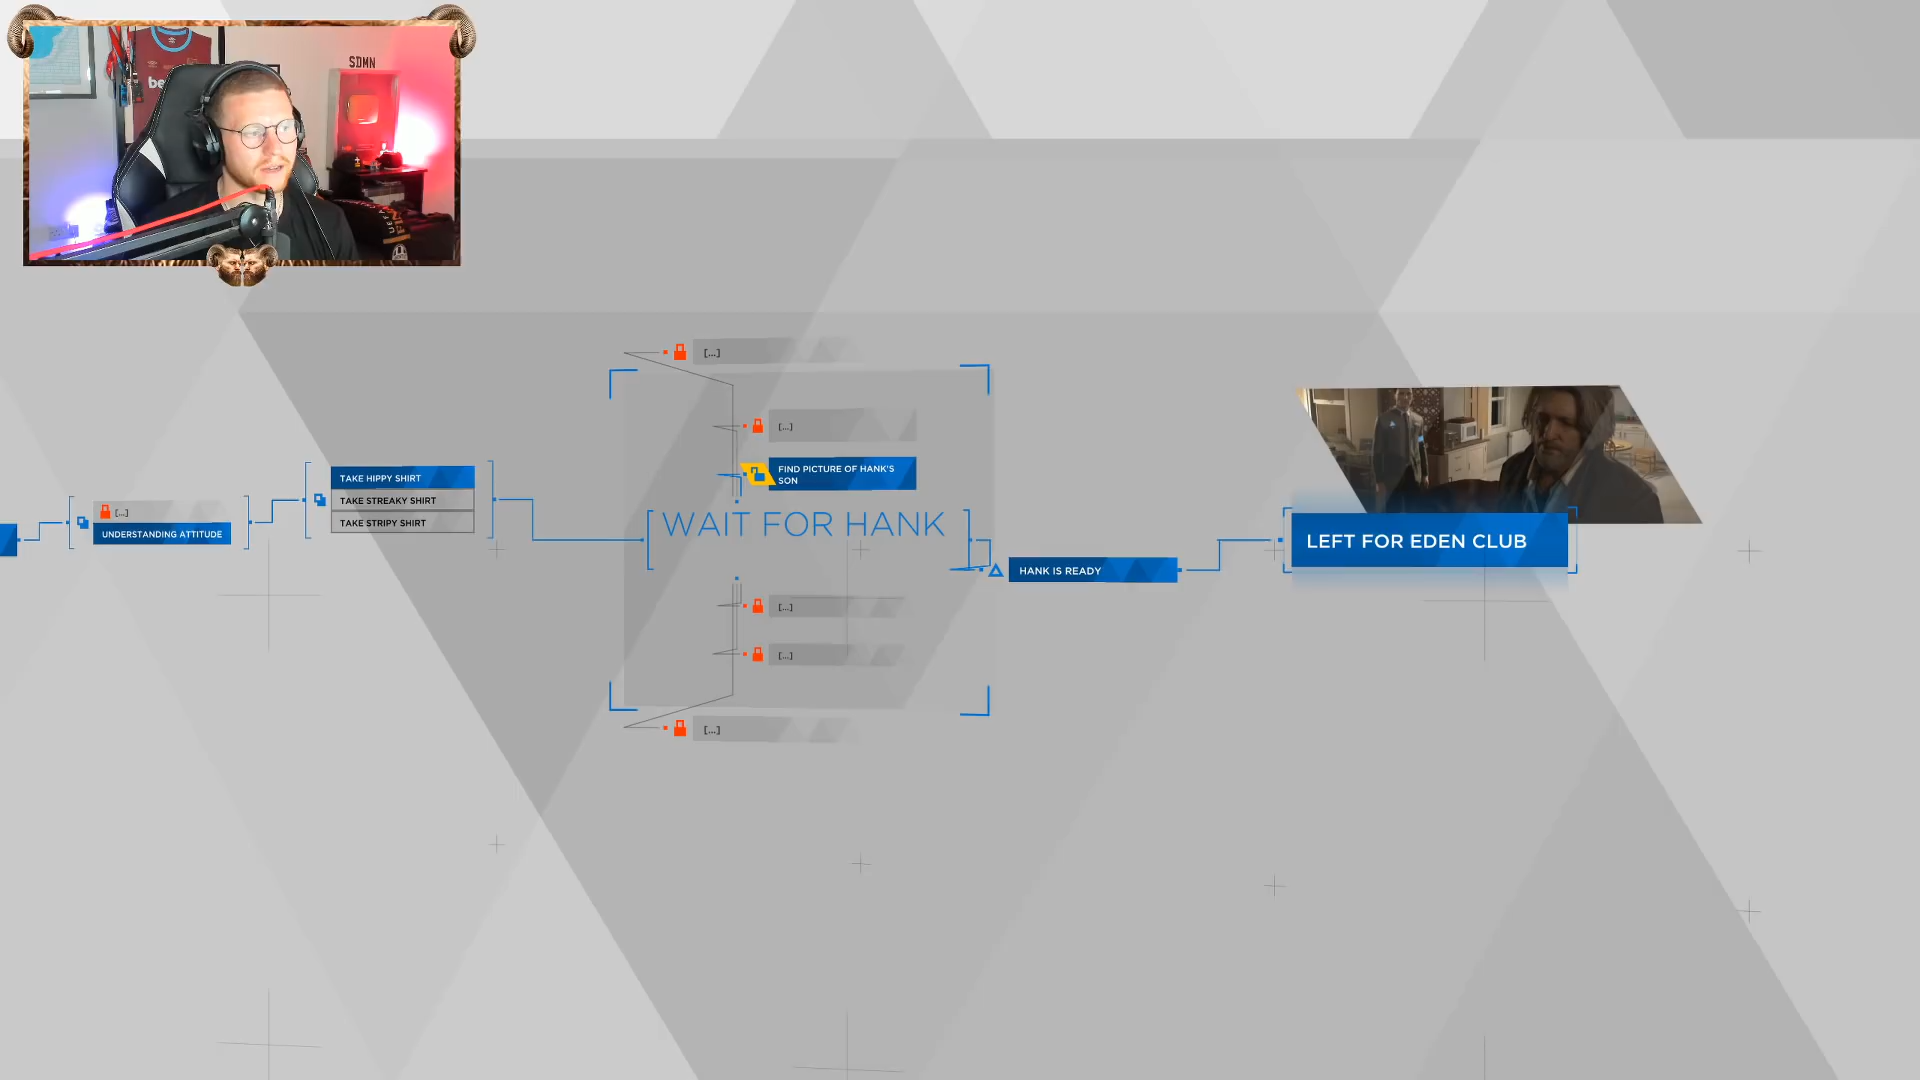 SDMN
be
[...]
UNDERSTANDING ATTITUDE
TAKE HIPPY SHIRT
TAKE STREAKY SHIRT
TAKE STRIPY SHIRT
[...]
[...]
FIND PICTURE OF HANK'S
SON
WAIT FOR HANK
[...]
[...]
[...]
HANK IS READY
LEFT FOR EDEN CLUB